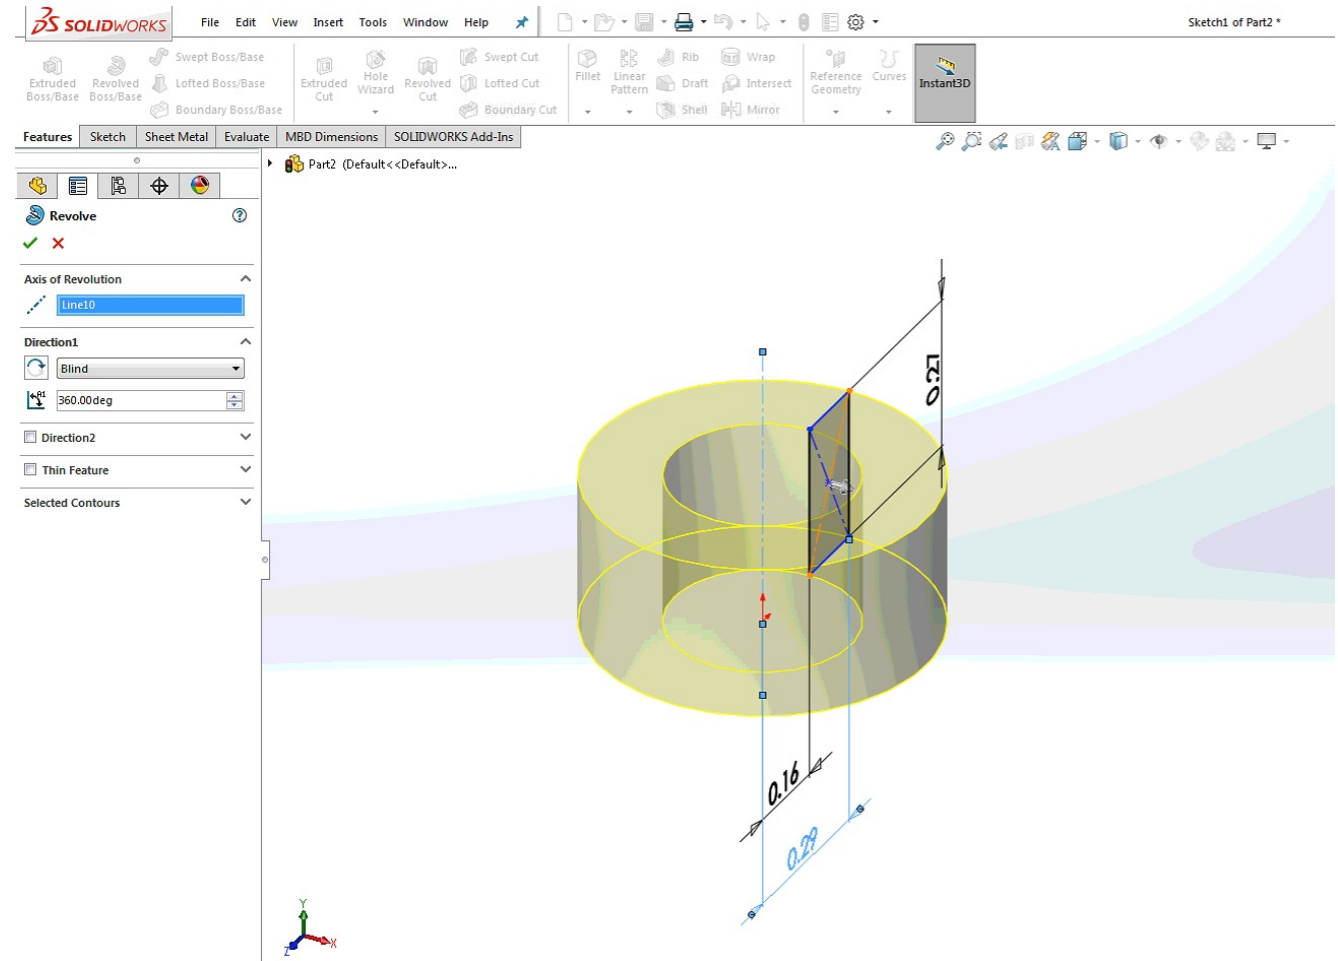 SOLIDWORKS File Edit View Insert Tools Window Help Sketch1 of Part2 *
Extruded Boss/Base
Revolved Boss/Base
Swept Boss/Base
Lofted Boss/Base
Boundary Boss/Base
Extruded Cut
Hole Wizard
Revolved Cut
Swept Cut
Lofted Cut
Boundary Cut
Fillet
Linear Pattern
Rib
Draft
Shell
Wrap
Intersect
Mirror
Reference Geometry
Curves
Instant3D
Features Sketch Sheet Metal Evaluate MBD Dimensions SOLIDWORKS Add-Ins
Part2 (Default<<Default>...
Revolve
Axis of Revolution
Line10
Direction1
Blind
A1
360.00deg
Direction2
Thin Feature
Selected Contours
0.16
0.29
Y
X
Z